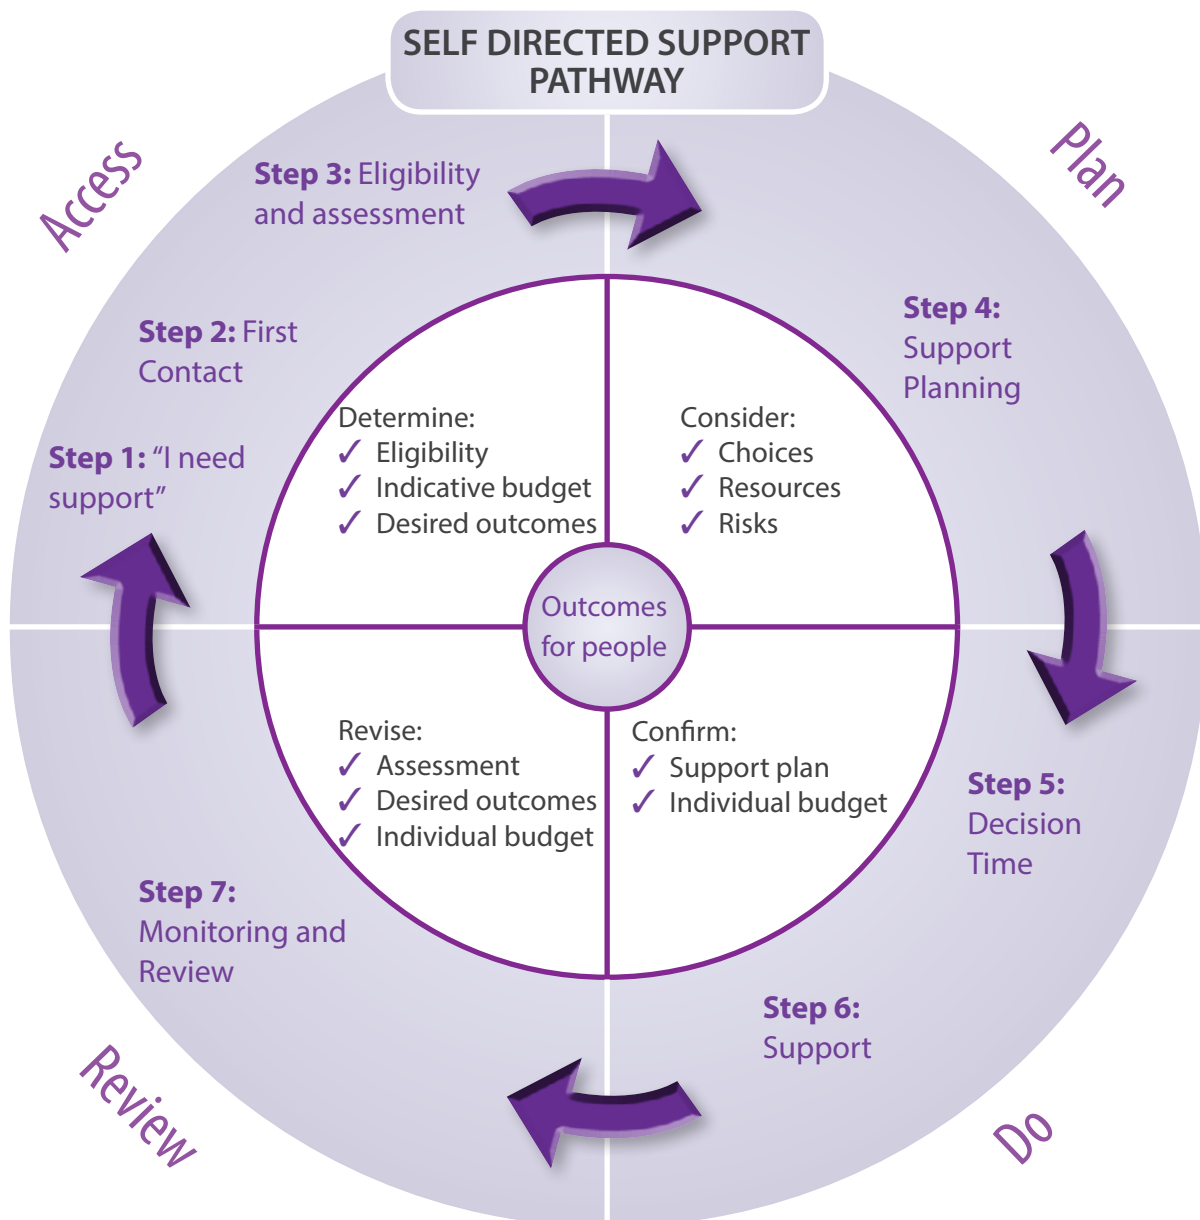 SELF DIRECTED SUPPORT
PATHWAY
Access
Plan
Step 3: Eligibility
and assessment
Step 2: First
Contact
Step 1: “I need
support”
Step 4:
Support
Planning
Determine:
✓ Eligibility
✓ Indicative budget
✓ Desired outcomes
Consider:
✓ Choices
✓ Resources
✓ Risks
Outcomes
for people
Revise:
✓ Assessment
✓ Desired outcomes
✓ Individual budget
Confirm:
✓ Support plan
✓ Individual budget
Step 5:
Decision
Time
Step 7:
Monitoring and
Review
Step 6:
Support
Review
Do